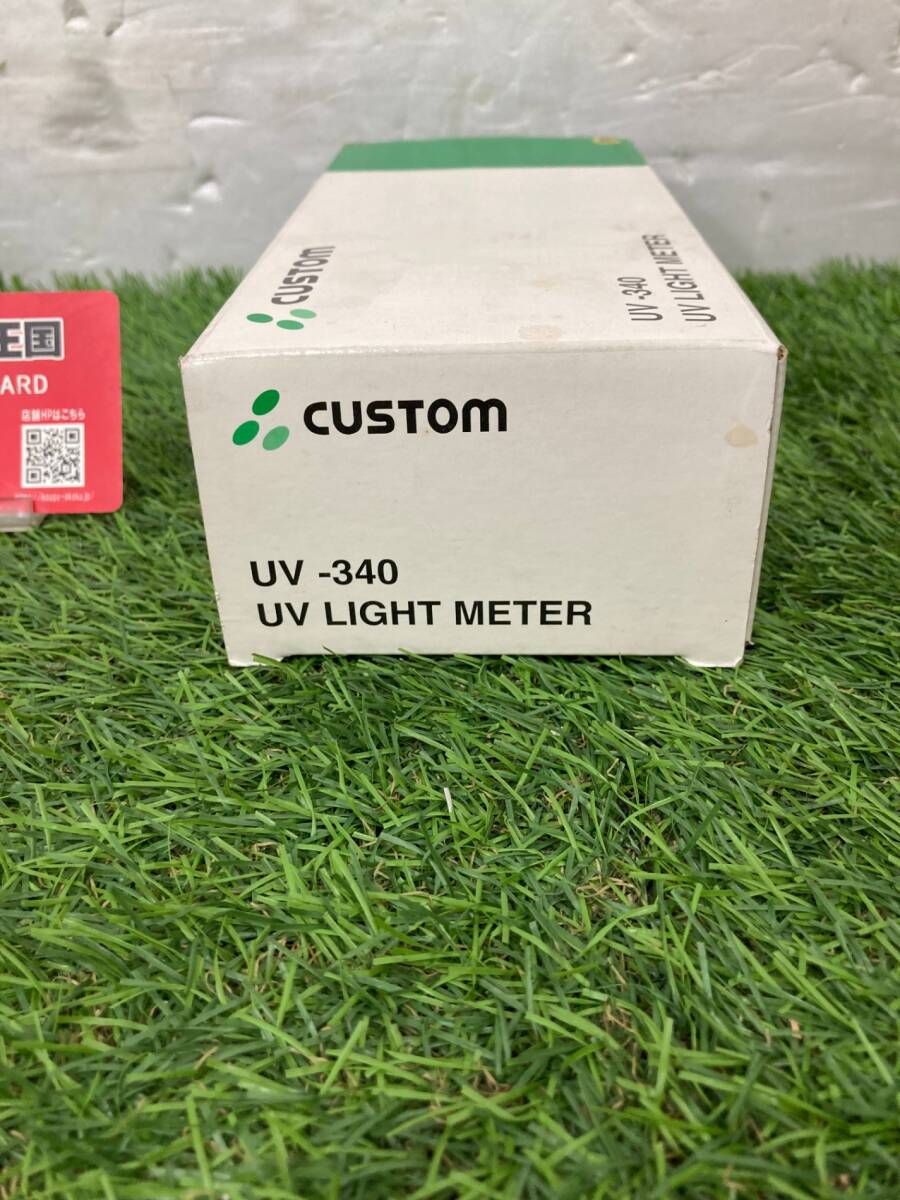 CUSTOM
UV -340
UV LIGHT METER
王国
ARD
店舗HPはこちら
CUSTOM
UV -340
UV LIGHT METER